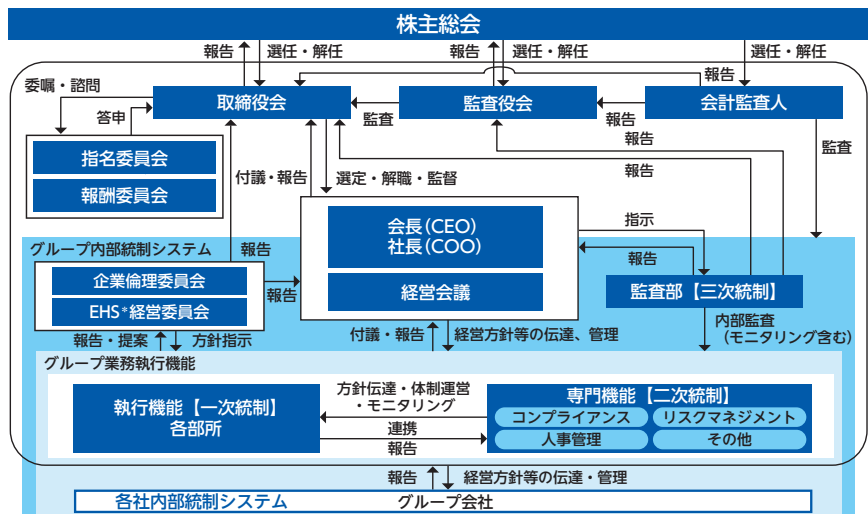 株主総会
報告
選任・解任
報告
選任・解任
選任・解任
委嘱・諮問
答申
取締役会
監査
監査役会
報告
報告
会計監査人
報告
報告
監査
指名委員会
報酬委員会
付議・報告
選定・解職・監督
会長(CEO)
社長(COO)
経営会議
指示
報告
監査部【三次統制】
グループ内部統制システム
報告
企業倫理委員会
EHS*経営委員会
報告
報告・提案
方針指示
付議・報告
経営方針等の伝達、管理
内部監査
(モニタリング含む)
グループ業務執行機能
執行機能【一次統制】
各部所
方針伝達・体制運営
・モニタリング
連携
報告
専門機能【二次統制】
コンプライアンス
リスクマネジメント
人事管理
その他
報告
経営方針等の伝達・管理
各社内部統制システム
グループ会社